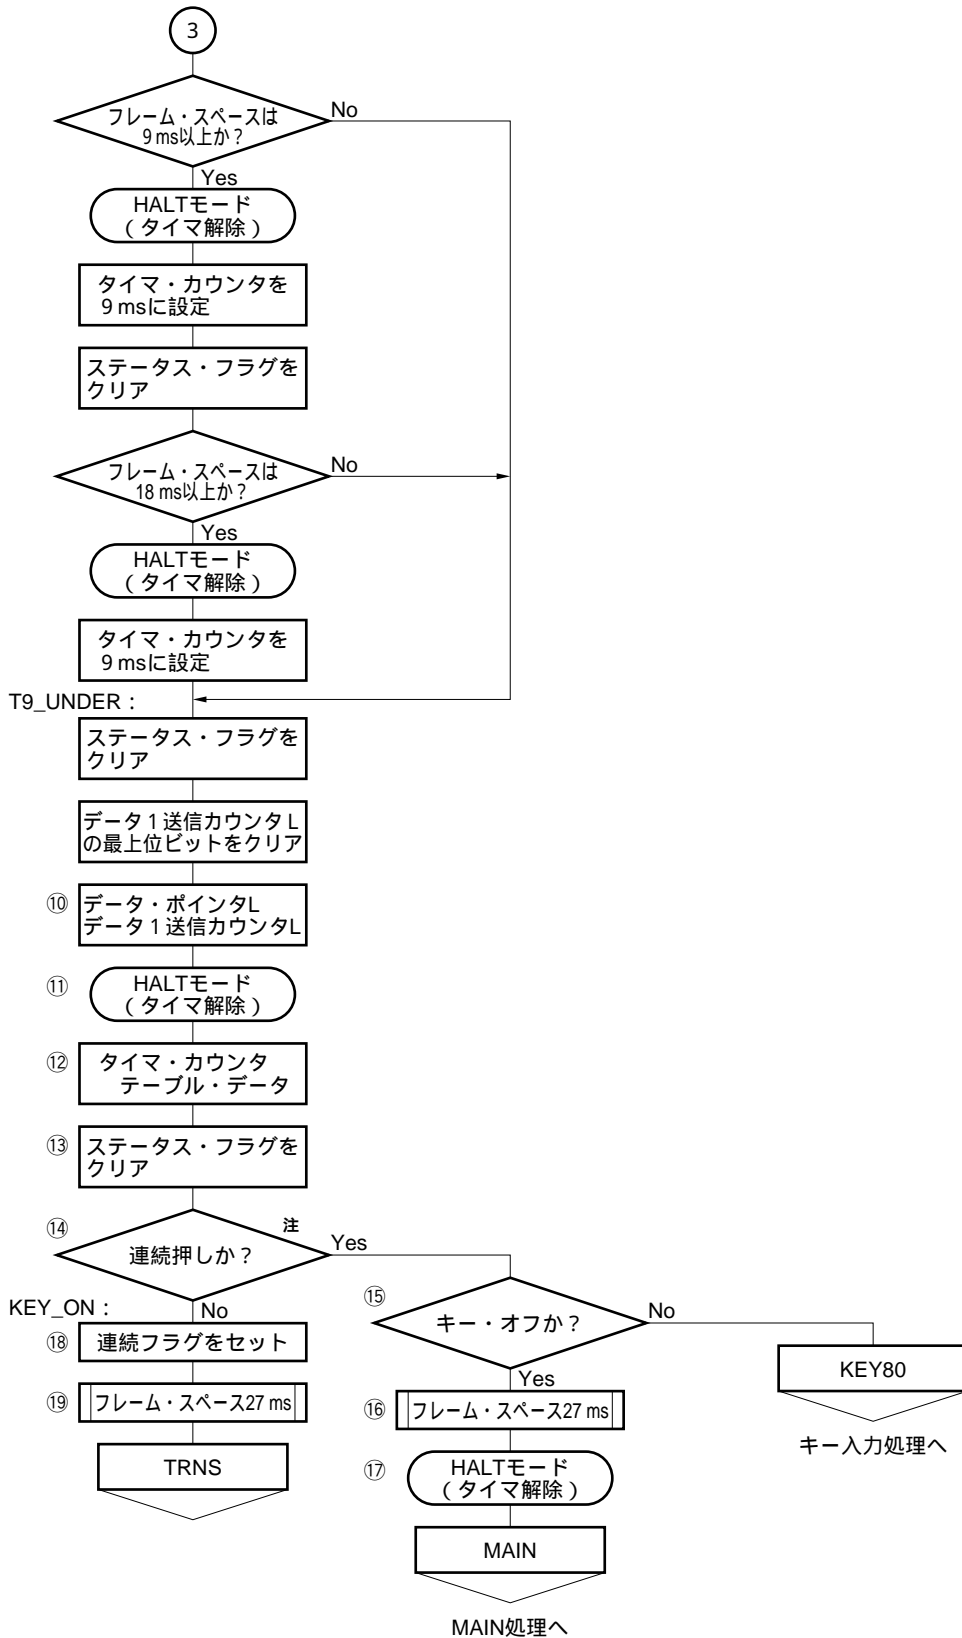 3
フレーム・スペースは
9 ms以上か？
No
Yes
HALTモード
（タイマ解除）
タイマ・カウンタを
9 msに設定
ステータス・フラグを
クリア
フレーム・スペースは
18 ms以上か？
No
Yes
HALTモード
（タイマ解除）
タイマ・カウンタを
9 msに設定
T9_UNDER：
ステータス・フラグを
クリア
データ１送信カウンタL
の最上位ビットをクリア
⑩
データ・ポインタL
データ１送信カウンタL
⑪
HALTモード
（タイマ解除）
⑫
タイマ・カウンタ
テーブル・データ
⑬
ステータス・フラグを
クリア
⑭
注
連続押しか？
Yes
No
KEY_ON：
⑱
連続フラグをセット
⑲
フレーム・スペース27 ms
TRNS
⑮
キー・オフか？
No
Yes
⑯
フレーム・スペース27 ms
⑰
HALTモード
（タイマ解除）
MAIN
MAIN処理へ
KEY80
キー入力処理へ